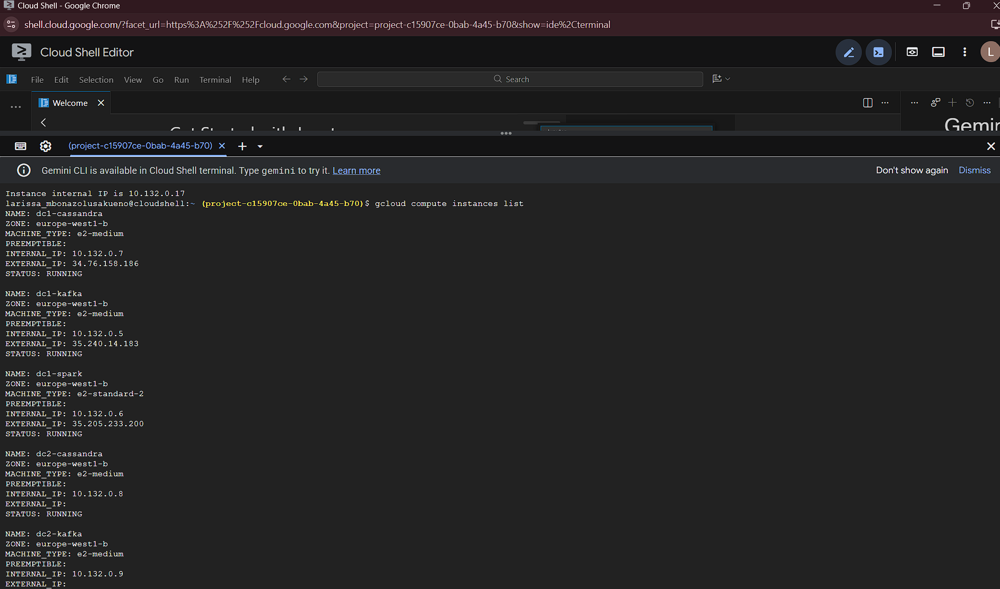 Cloud Shell - Google Chrome
shell.cloud.google.com/?facet_url=https%3A%252F%252Fcloud.google.com&project=project-c15907ce-0bab-4a45-b70&show=ide%2Cterminal
Cloud Shell Editor
L
File Edit Selection View Go Run Terminal Help
Search
Welcome
Gemin
(project-c15907ce-0bab-4a45-b70)
Gemini CLI is available in Cloud Shell terminal. Type gemini to try it. Learn more
Don't show again Dismiss
Instance internal IP is 10.132.0.17
larissa_mbonazolusakueno@cloudshell:~ (project-c15907ce-0bab-4a45-b70)$ gcloud compute instances list
NAME: dc1-cassandra
ZONE: europe-west1-b
MACHINE_TYPE: e2-medium
PREEMPTIBLE:
INTERNAL_IP: 10.132.0.7
EXTERNAL_IP: 34.76.158.186
STATUS: RUNNING
NAME: dc1-kafka
ZONE: europe-west1-b
MACHINE_TYPE: e2-medium
PREEMPTIBLE:
INTERNAL_IP: 10.132.0.5
EXTERNAL_IP: 35.240.14.183
STATUS: RUNNING
NAME: dc1-spark
ZONE: europe-west1-b
MACHINE_TYPE: e2-standard-2
PREEMPTIBLE:
INTERNAL_IP: 10.132.0.6
EXTERNAL_IP: 35.205.233.200
STATUS: RUNNING
NAME: dc2-cassandra
ZONE: europe-west1-b
MACHINE_TYPE: e2-medium
PREEMPTIBLE:
INTERNAL_IP: 10.132.0.8
EXTERNAL_IP:
STATUS: RUNNING
NAME: dc2-kafka
ZONE: europe-west1-b
MACHINE_TYPE: e2-medium
PREEMPTIBLE:
INTERNAL_IP: 10.132.0.9
EXTERNAL_IP: